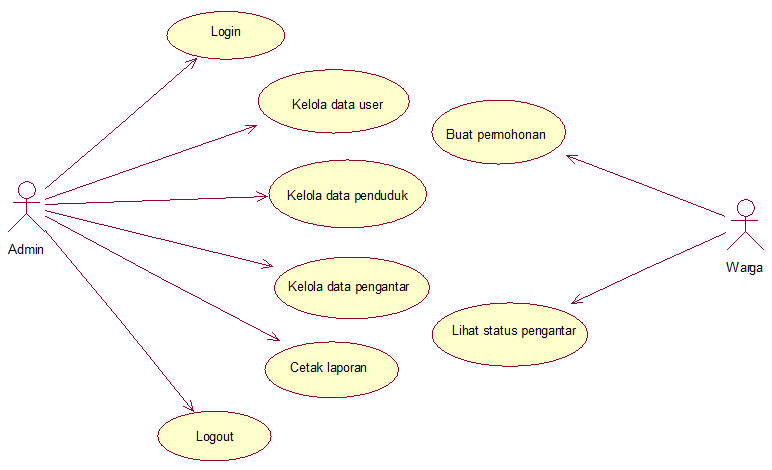 Login
Kelola data user
Buat permohonan
Kelola data penduduk
Admin
Warga
Kelola data pengantar
Lihat status pengantar
Cetak laporan
Logout